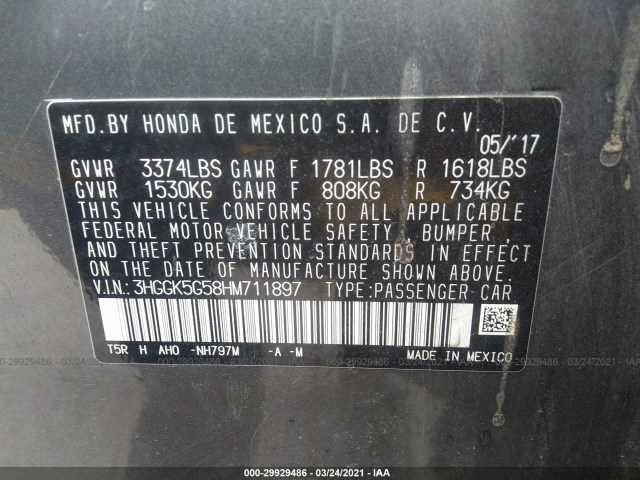 MFD.BY HONDA DE MEXICO S.A. DE C.V.
05/'17
GVWR 3374LBS GAWR F 1781LBS R 1618LBS
GVWR 1530KG GAWR F 808KG R 734KG
THIS VEHICLE CONFORMS TO ALL APPLICABLE
FEDERAL MOTOR VEHICLE SAFETY, BUMPER,
AND THEFT PREVENTION STANDARDS IN EFFECT
ON THE DATE OF MANUFACTURE SHOWN ABOVE.
V.I.N.: 3HGGK5G58HM711897 TYPE:PASSENGER CAR
T5R H AHO -NH797M -A -M MADE IN MEXICO
000-29929486 - 03/24/2021 - IAA